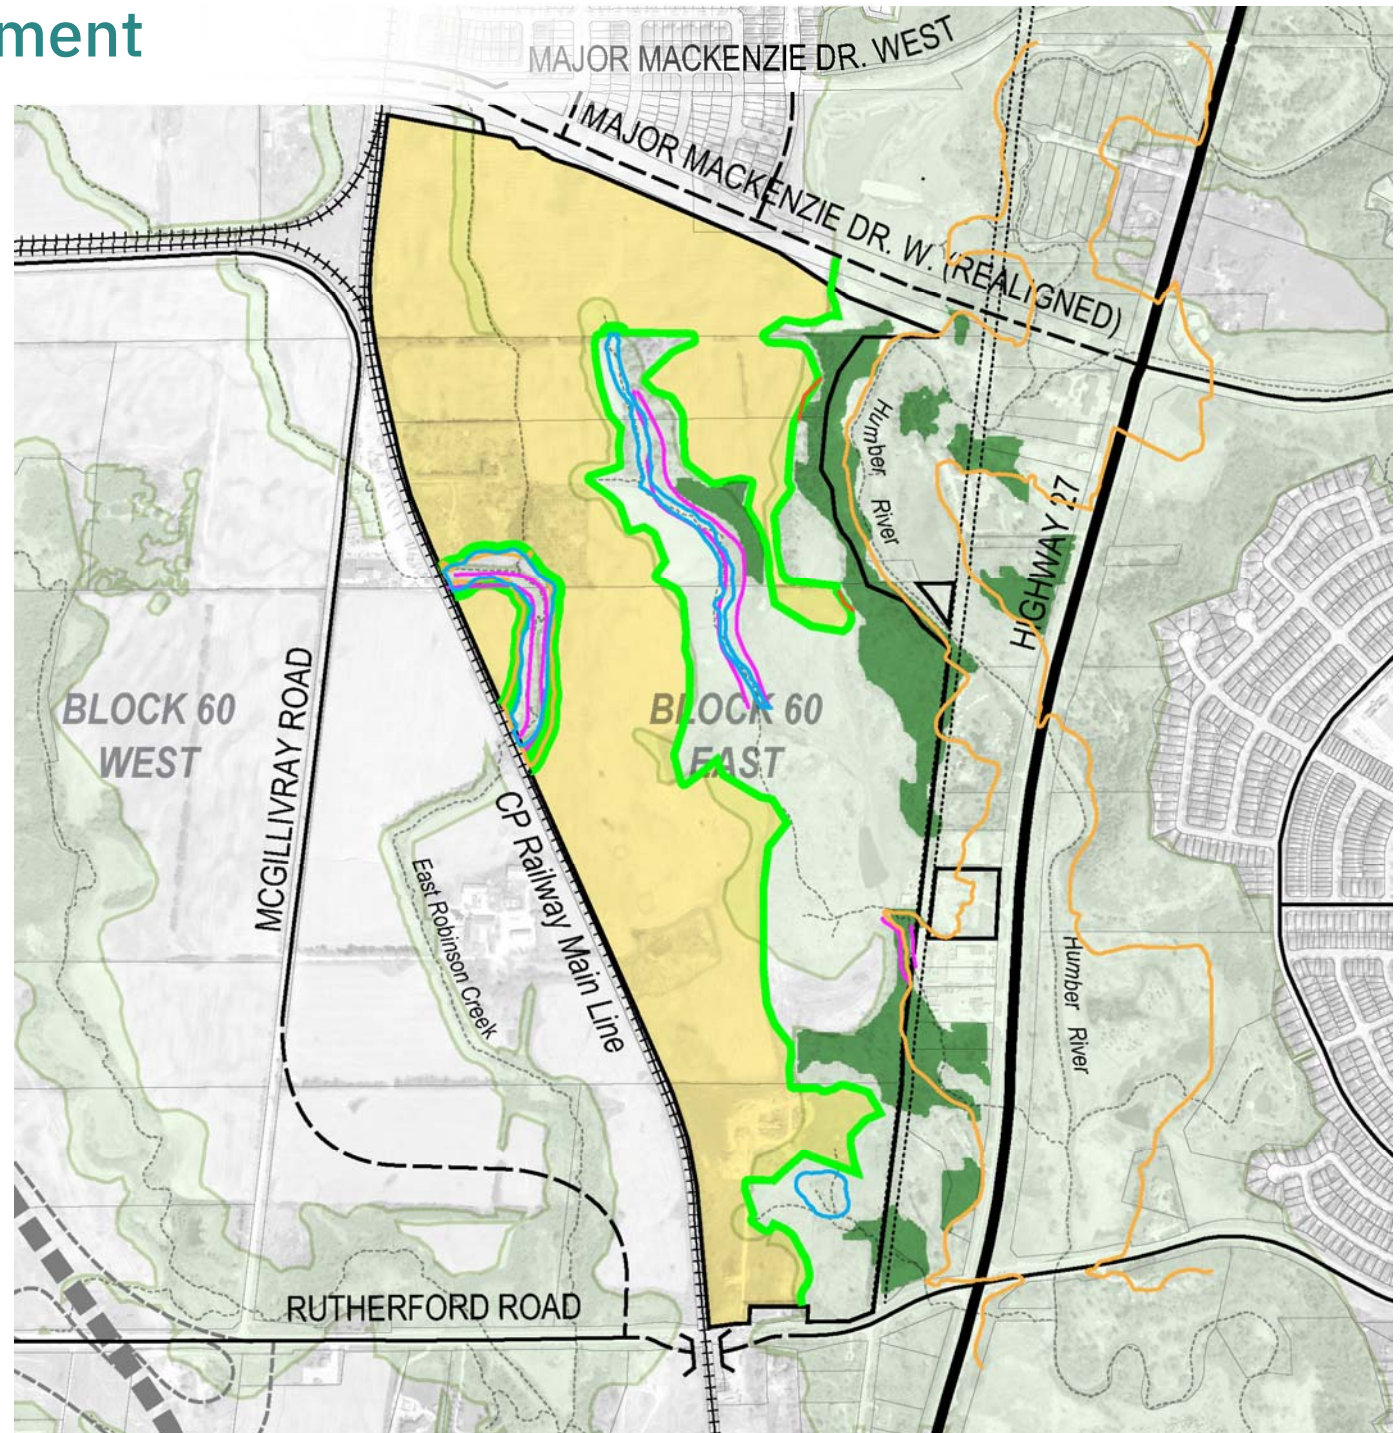 ment
MAJOR MACKENZIE DR. WEST
MAJOR MACKENZIE DR. W. (REALIGNED)
Humber River
HIGHWAY 27
MCGILLIVRAY ROAD
BLOCK 60
WEST
BLOCK 60
EAST
CP Railway Main Line
East Robinson Creek
Humber River
RUTHERFORD ROAD